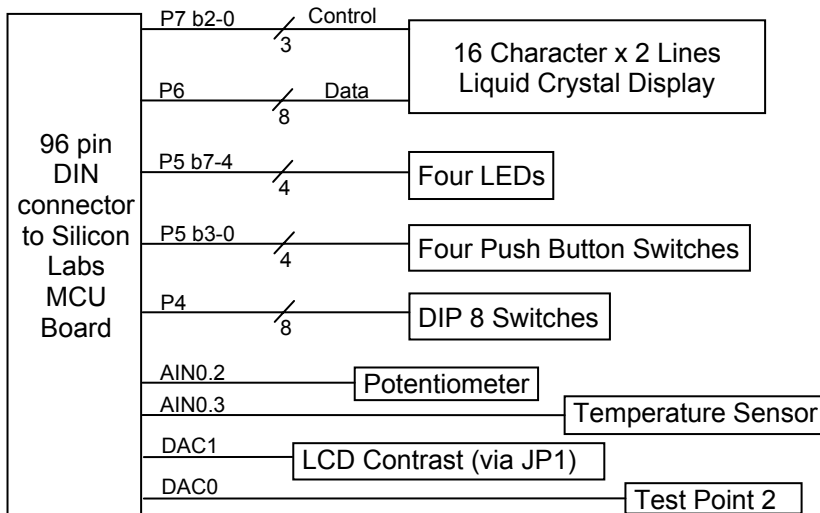 96 pin
DIN
connector
to Silicon
Labs
MCU
Board
P7 b2-0
3
Control
16 Character x 2 Lines
Liquid Crystal Display
P6
8
Data
P5 b7-4
4
Four LEDs
P5 b3-0
4
Four Push Button Switches
P4
8
DIP 8 Switches
AIN0.2
Potentiometer
AIN0.3
Temperature Sensor
DAC1
LCD Contrast (via JP1)
DAC0
Test Point 2